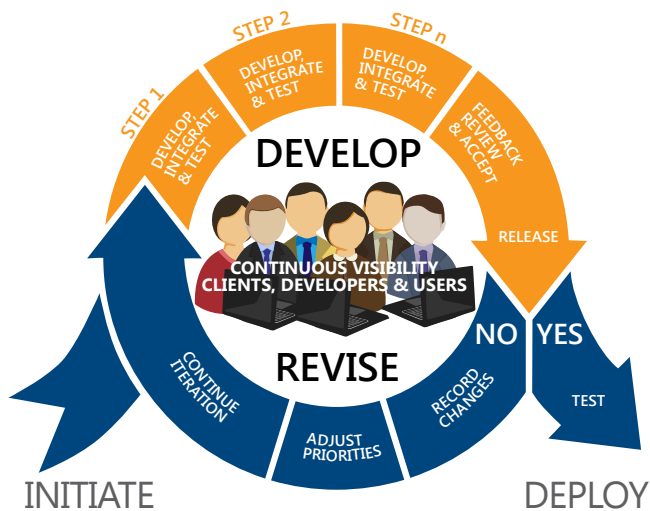 STEP 1
STEP 2
STEP n
DEVELOP,
INTEGRATE
& TEST
DEVELOP,
INTEGRATE
& TEST
DEVELOP,
INTEGRATE
& TEST
FEEDBACK
REVIEW
& ACCEPT
RELEASE
DEVELOP
CONTINUOUS VISIBILITY
CLIENTS, DEVELOPERS & USERS
REVISE
NO
YES
TEST
RECORD
CHANGES
ADJUST
PRIORITIES
CONTINUE
ITERATION
INITIATE
DEPLOY